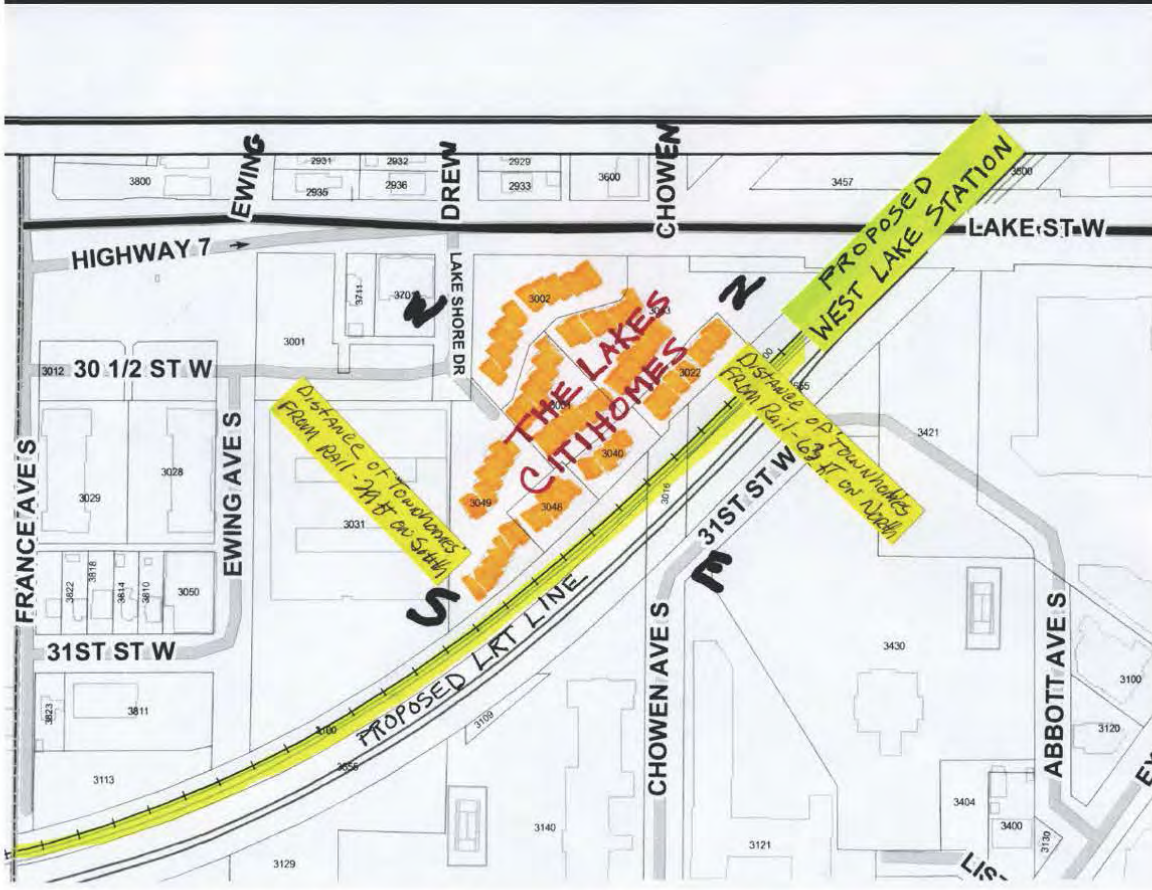 EWING
DREW
CHOWEN
2931
2932
2929
3800
2935
2936
2933
3600
3457
PROPOSED
WEST LAKE STATION
LAKE ST W
HIGHWAY 7
LAKE SHORE DR
3711
3002
N
3001
THE LAKES
CITIHOMES
3022
3012
30 1/2 ST W
DISTANCE OF TOWNHOMES
FROM RAIL - 63 FT ON NORTH
DISTANCE OF TOWNHOMES
FROM RAIL - 29 ft on South
3421
FRANCE AVE S
EWING AVE S
3029
3028
3031
3049
3048
3040
3016
31ST ST W
E
S
3822
3818
3814
3810
3050
31ST ST W
PROPOSED LRT LINE
CHOWEN AVE S
3430
ABBOTT AVE S
3100
3120
3823
3811
3109
3113
3129
3140
3121
3404
3400
3130